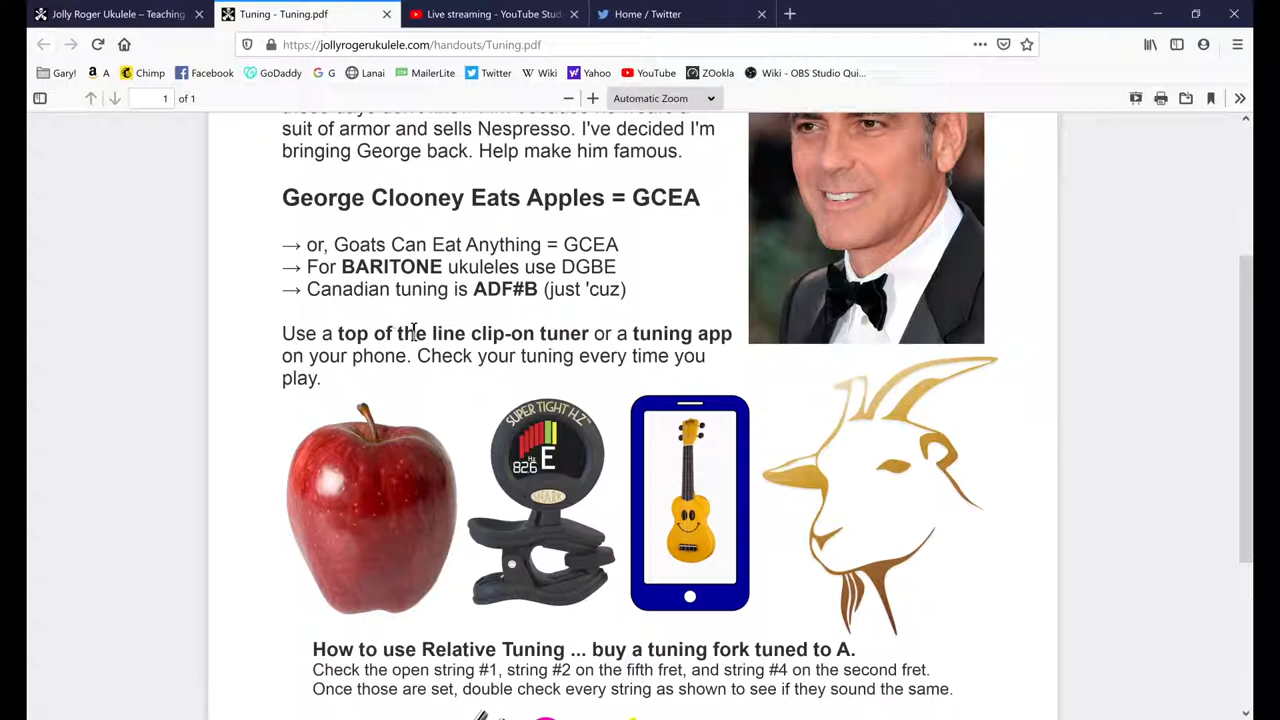 Jolly Roger Ukulele – Teaching
Tuning - Tuning.pdf
Live streaming - YouTube Stud
Home / Twitter
https://jollyrogerukulele.com/handouts/Tuning.pdf
Gary!
a A
Chimp
Facebook
GoDaddy
G G
Lanai
MailerLite
Twitter
W Wiki
Yahoo
YouTube
ZOokla
Wiki - OBS Studio Qui...
1 of 1
Automatic Zoom
suit of armor and sells Nespresso. I've decided I'm
bringing George back. Help make him famous.
George Clooney Eats Apples = GCEA
→ or, Goats Can Eat Anything = GCEA
→ For BARITONE ukuleles use DGBE
→ Canadian tuning is ADF#B (just 'cuz)
Use a top of the line clip-on tuner or a tuning app
on your phone. Check your tuning every time you
play.
SUPER TIGHT H.Z™
Hz
826 E
SHARK
How to use Relative Tuning ... buy a tuning fork tuned to A.
Check the open string #1, string #2 on the fifth fret, and string #4 on the second fret.
Once those are set, double check every string as shown to see if they sound the same.